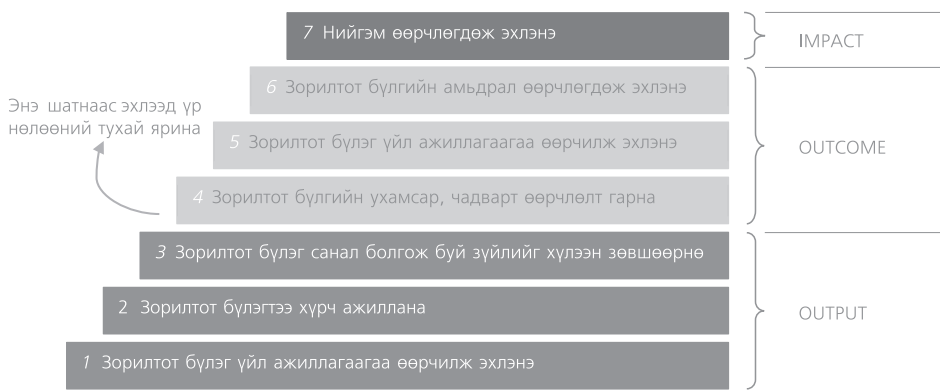 7 Нийгэм өөрчлөгдөж эхлэнэ
IMPACT
6 Зорилтот бүлгийн амьдрал өөрчлөгдөж эхлэнэ
Энэ шатнаас эхлээд үр
нөлөөний тухай ярина
5 Зорилтот бүлэг үйл ажиллагаагаа өөрчилж эхлэнэ
OUTCOME
4 Зорилтот бүлгийн ухамсар, чадварт өөрчлөлт гарна
3 Зорилтот бүлэг санал болгож буй зүйлийг хүлээн зөвшөөрнө
2 Зорилтот бүлэгтээ хүрч ажиллана
OUTPUT
1 Зорилтот бүлэг үйл ажиллагаагаа өөрчилж эхлэнэ